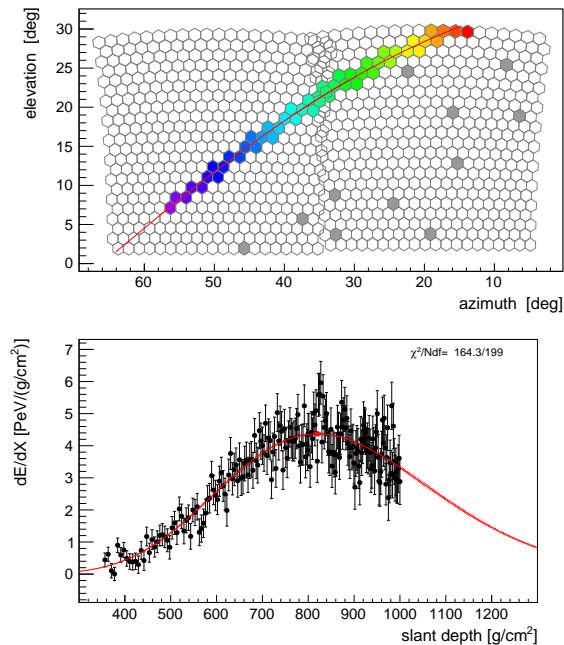 elevation [deg]
30
25
20
15
10
5
0
60 50 40 30 20 10
azimuth [deg]
χ²/Ndf= 164.3/199
dE/dX [PeV/(g/cm²)]
7
6
5
4
3
2
1
0
400 500 600 700 800 900 1000 1100 1200
slant depth [g/cm²]